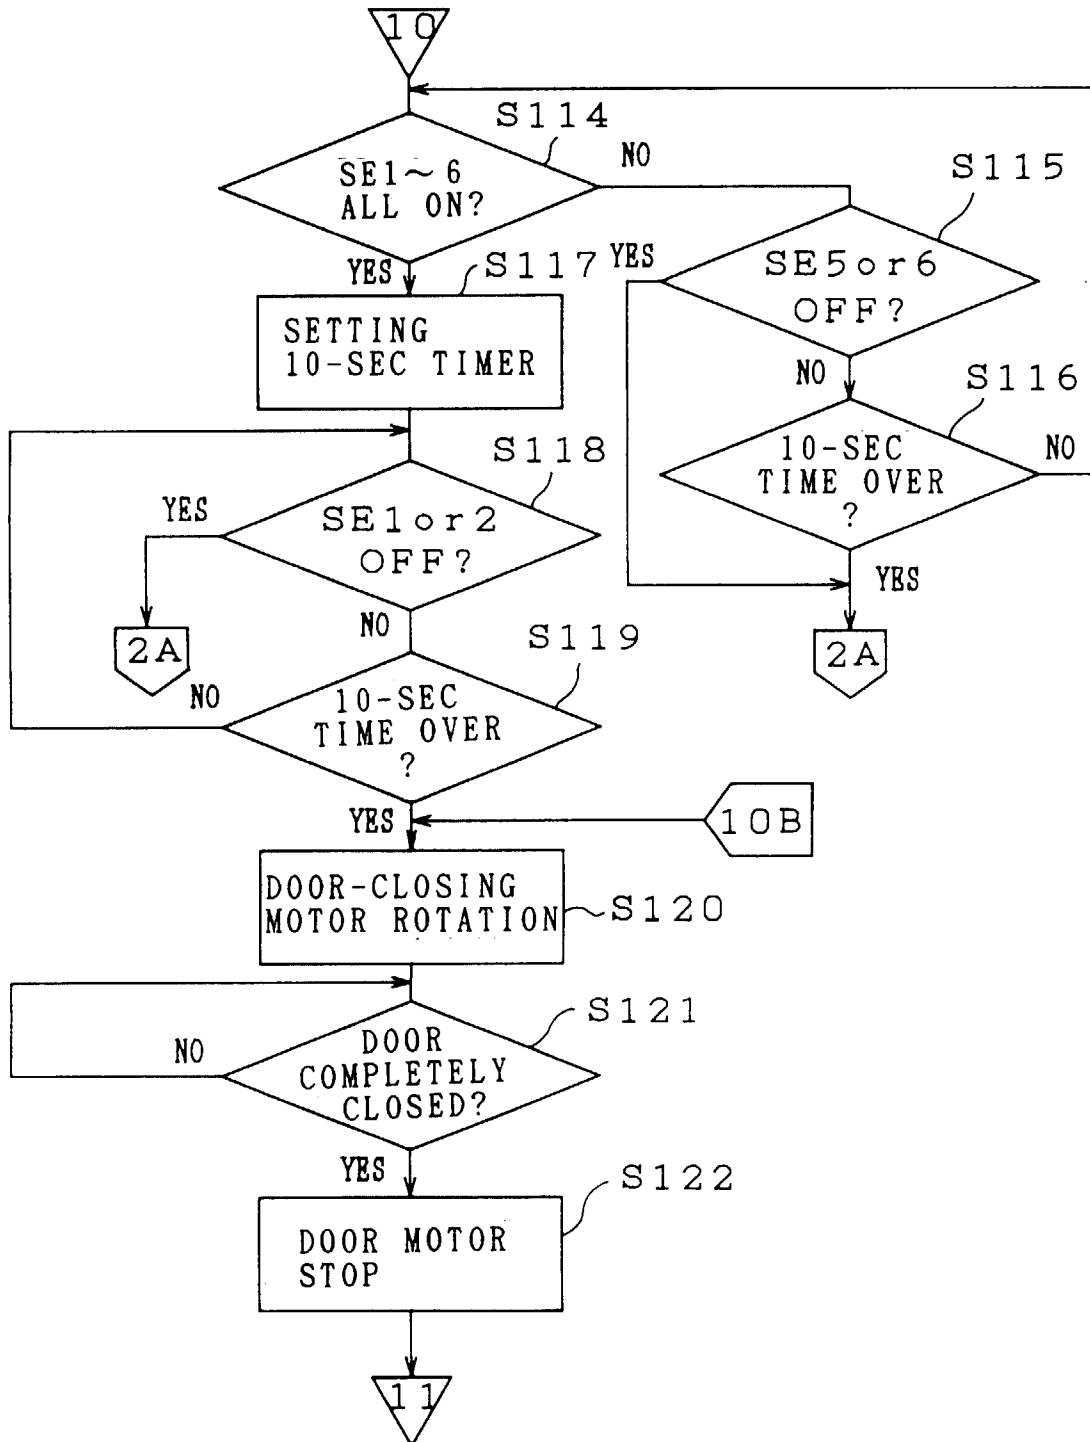 10
S114
SE1~6
ALL ON?
NO
S115
YES
S117
YES
SE5or6
OFF?
SETTING
10-SEC TIMER
NO
S116
S118
10-SEC
TIME OVER
?
NO
YES
SE1or2
OFF?
YES
NO
S119
2A
2A
NO
10-SEC
TIME OVER
?
YES
10B
DOOR-CLOSING
MOTOR ROTATION
S120
S121
NO
DOOR
COMPLETELY
CLOSED?
YES
S122
DOOR MOTOR
STOP
11